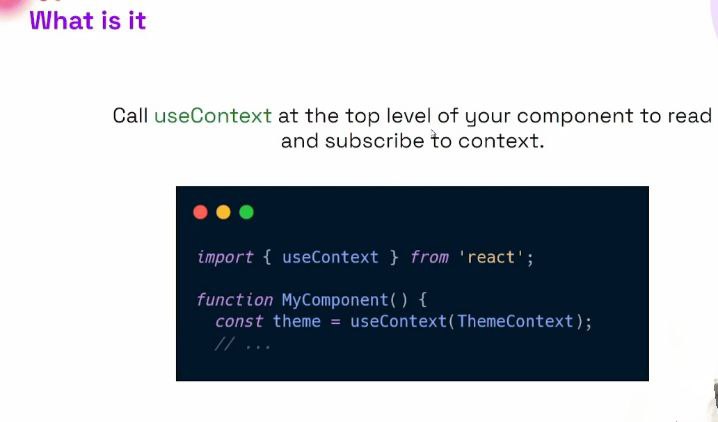 What is it
Call useContext at the top level of your component to read
and subscribe to context.
import { useContext } from 'react';
function MyComponent() {
const theme = useContext(ThemeContext);
// ...